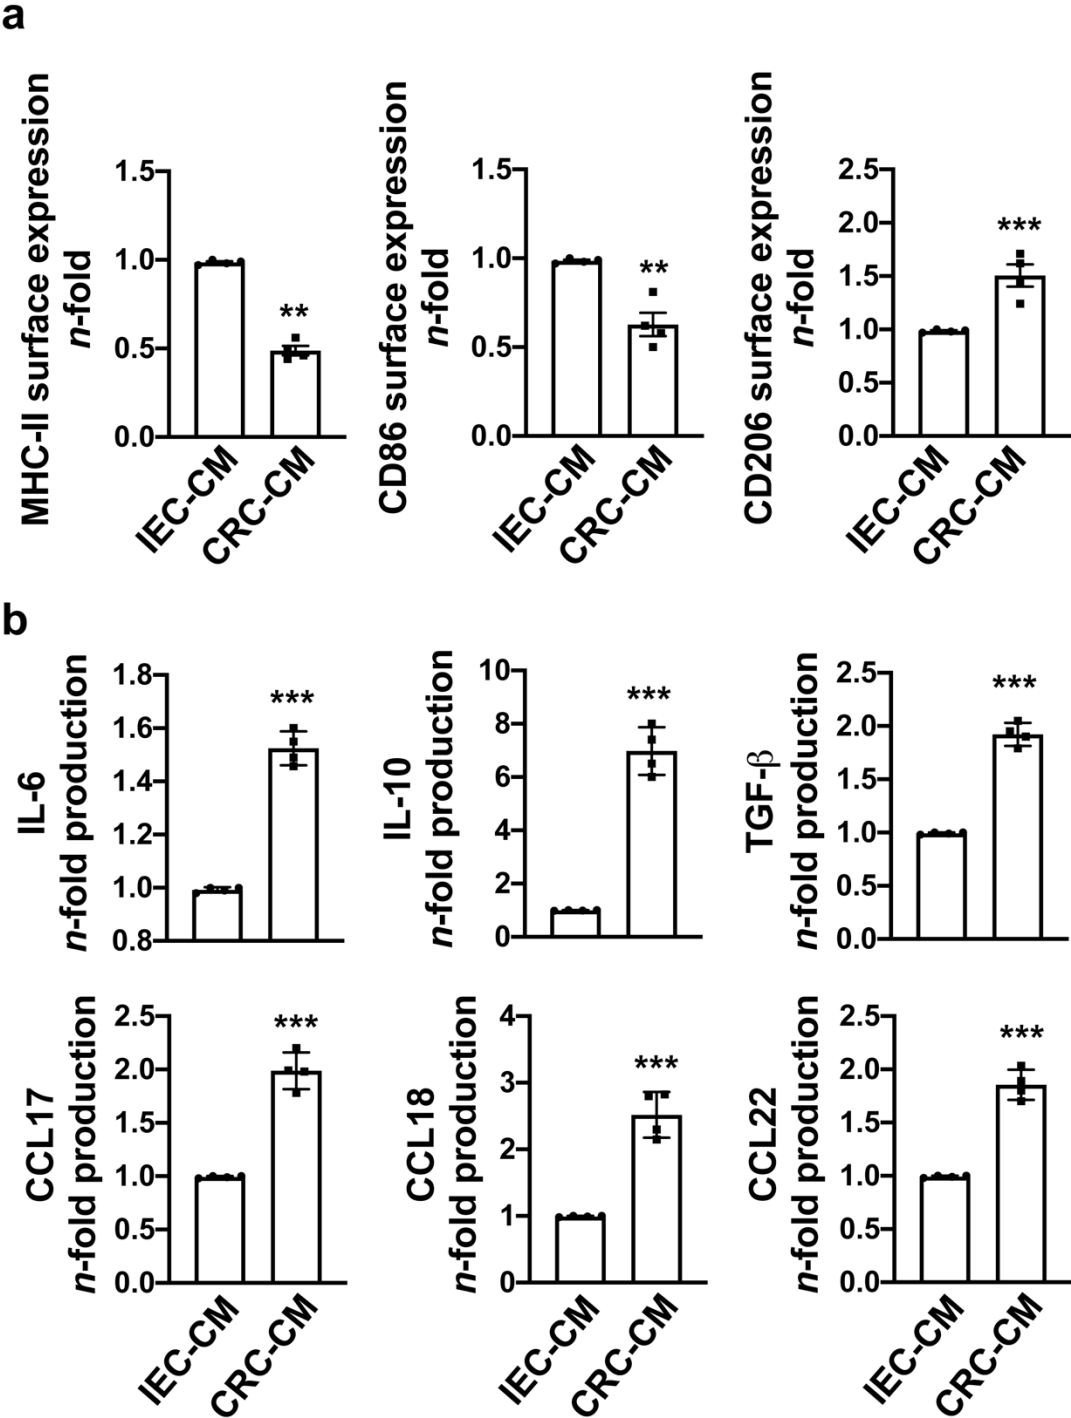 a
MHC-II surface expression
n-fold
1.5
1.0
0.5
0.0
**
IEC-CM
CRC-CM
CD86 surface expression
n-fold
1.5
1.0
0.5
0.0
**
IEC-CM
CRC-CM
CD206 surface expression
n-fold
2.5
2.0
1.5
1.0
0.5
0.0
***
IEC-CM
CRC-CM
b
IL-6
n-fold production
1.8
1.6
1.4
1.2
1.0
0.8
***
IL-10
n-fold production
10
8
6
4
2
0
***
TGF-β
n-fold production
2.5
2.0
1.5
1.0
0.5
0.0
***
CCL17
n-fold production
2.5
2.0
1.5
1.0
0.5
0.0
***
IEC-CM
CRC-CM
CCL18
n-fold production
4
3
2
1
0
***
IEC-CM
CRC-CM
CCL22
n-fold production
2.5
2.0
1.5
1.0
0.5
0.0
***
IEC-CM
CRC-CM